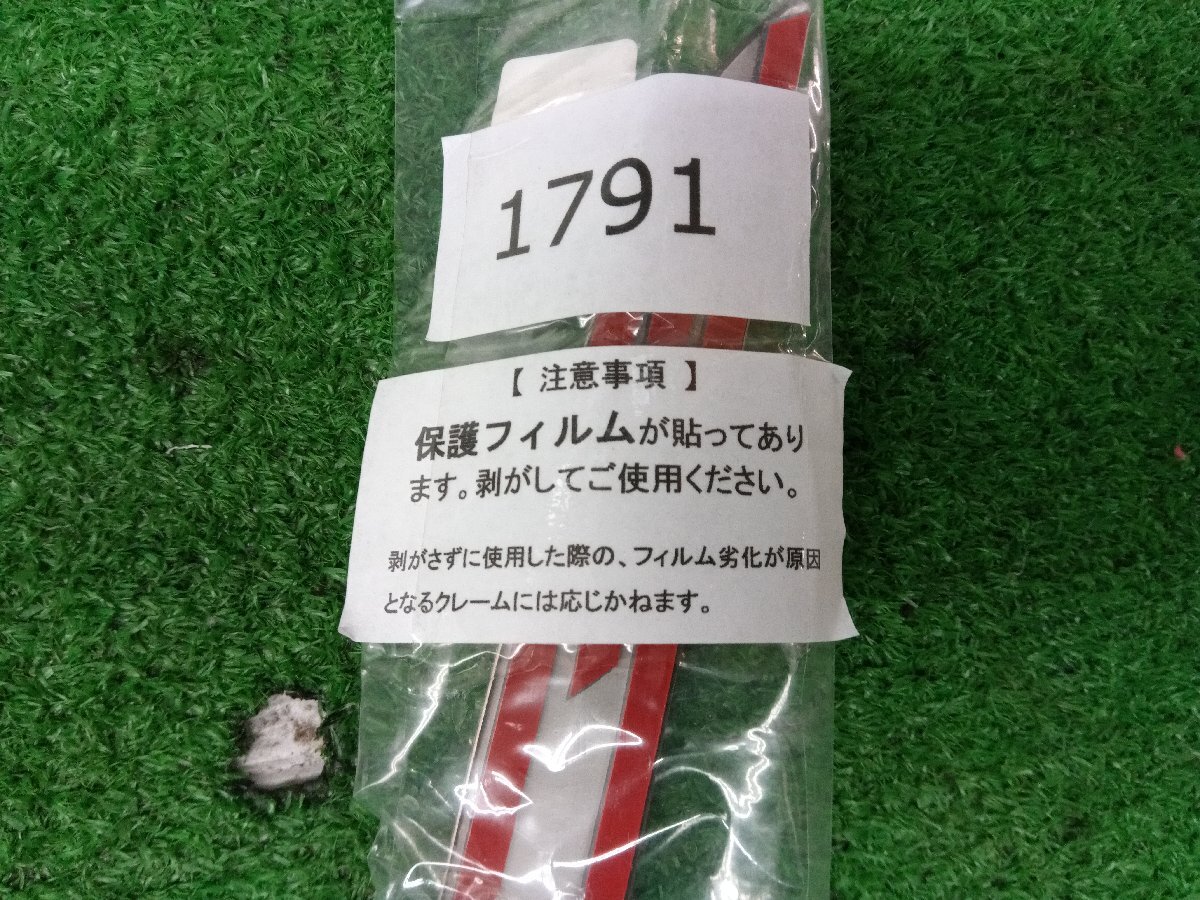 1791
【 注意事項 】
保護フィルムが貼ってあり
ます。剥がしてご使用ください。
剥がさずに使用した際の、フィルム劣化が原因
となるクレームには応じかねます。